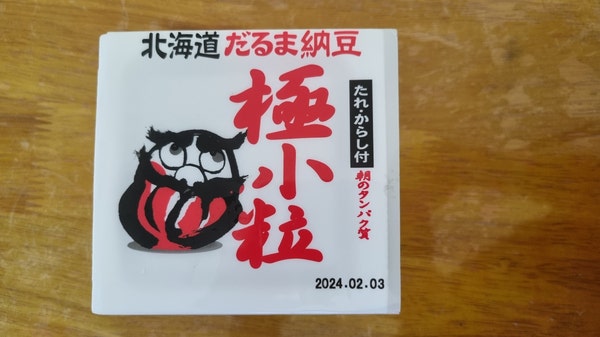 北海道だるま納豆
極小粒
たれ・からし付
朝のタンパク質
2024.02.03